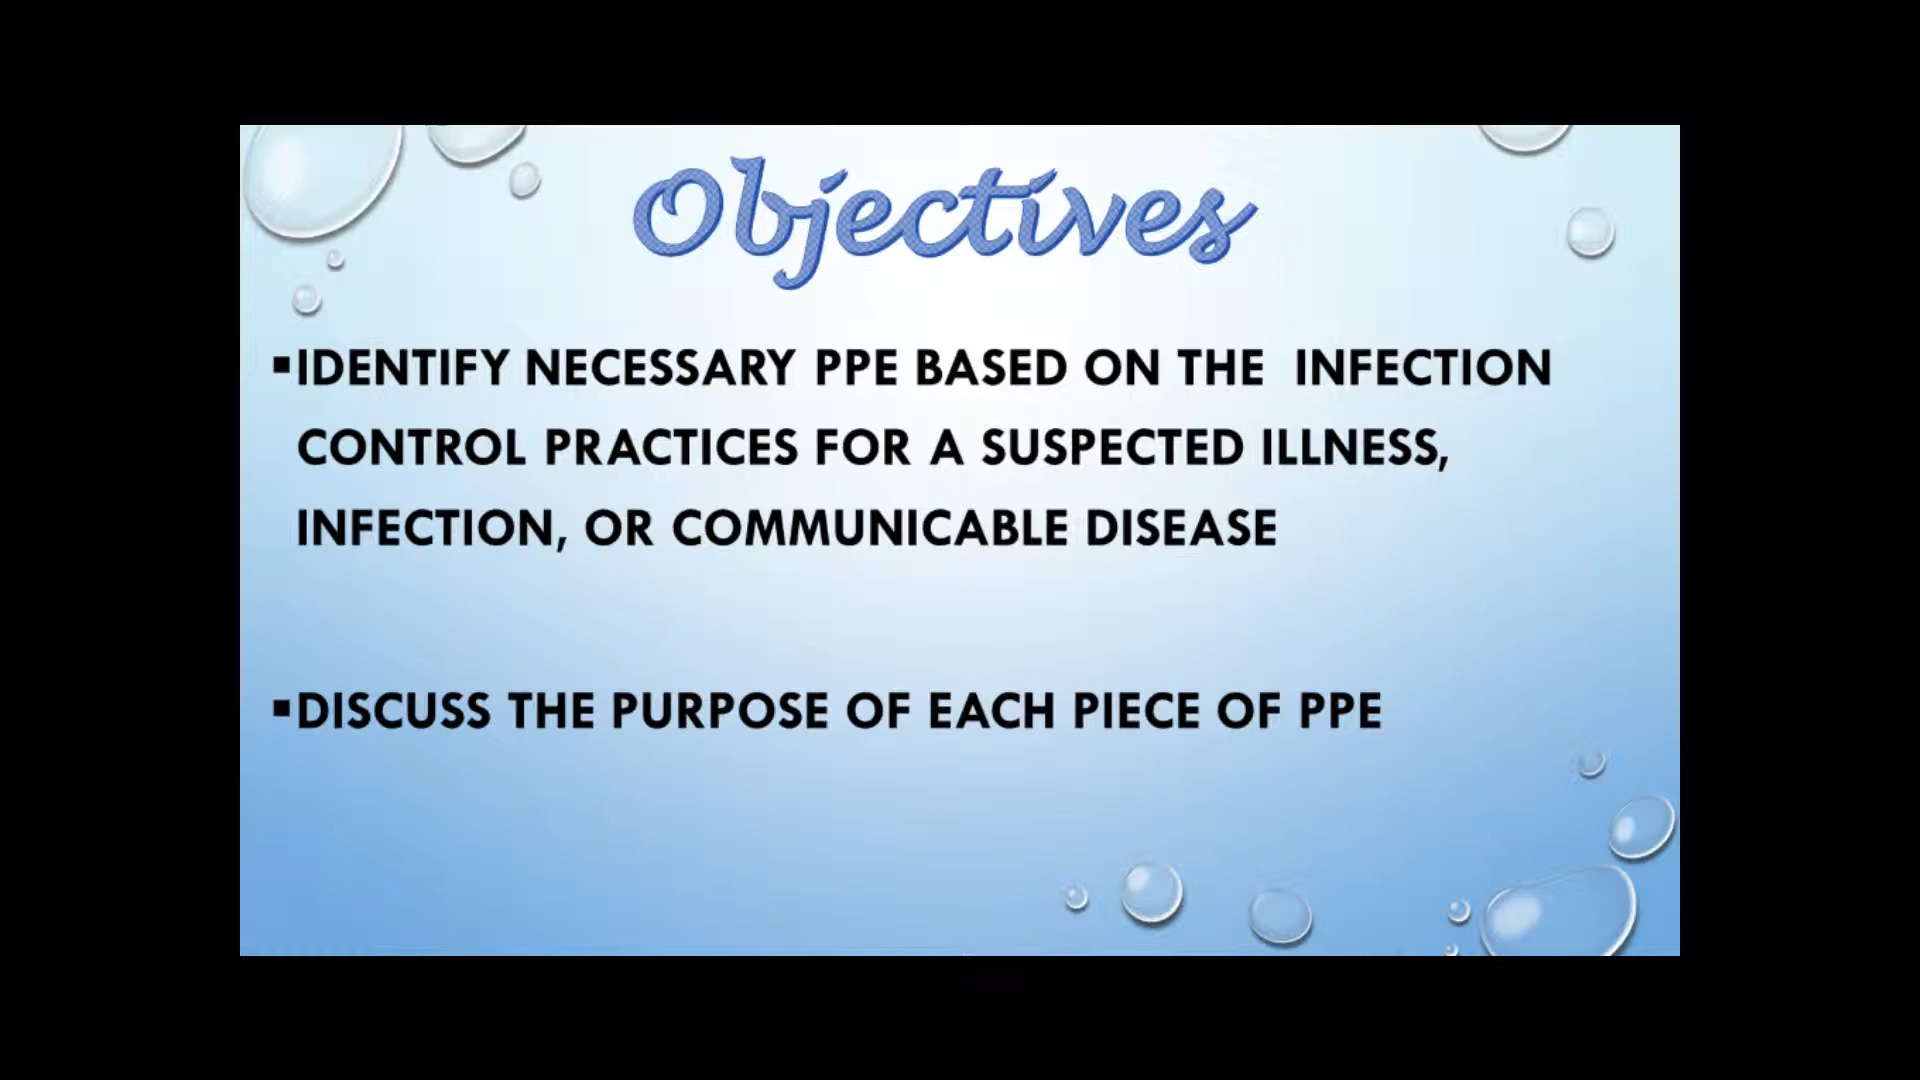 Objectives
▪IDENTIFY NECESSARY PPE BASED ON THE INFECTION
CONTROL PRACTICES FOR A SUSPECTED ILLNESS,
INFECTION, OR COMMUNICABLE DISEASE
▪DISCUSS THE PURPOSE OF EACH PIECE OF PPE